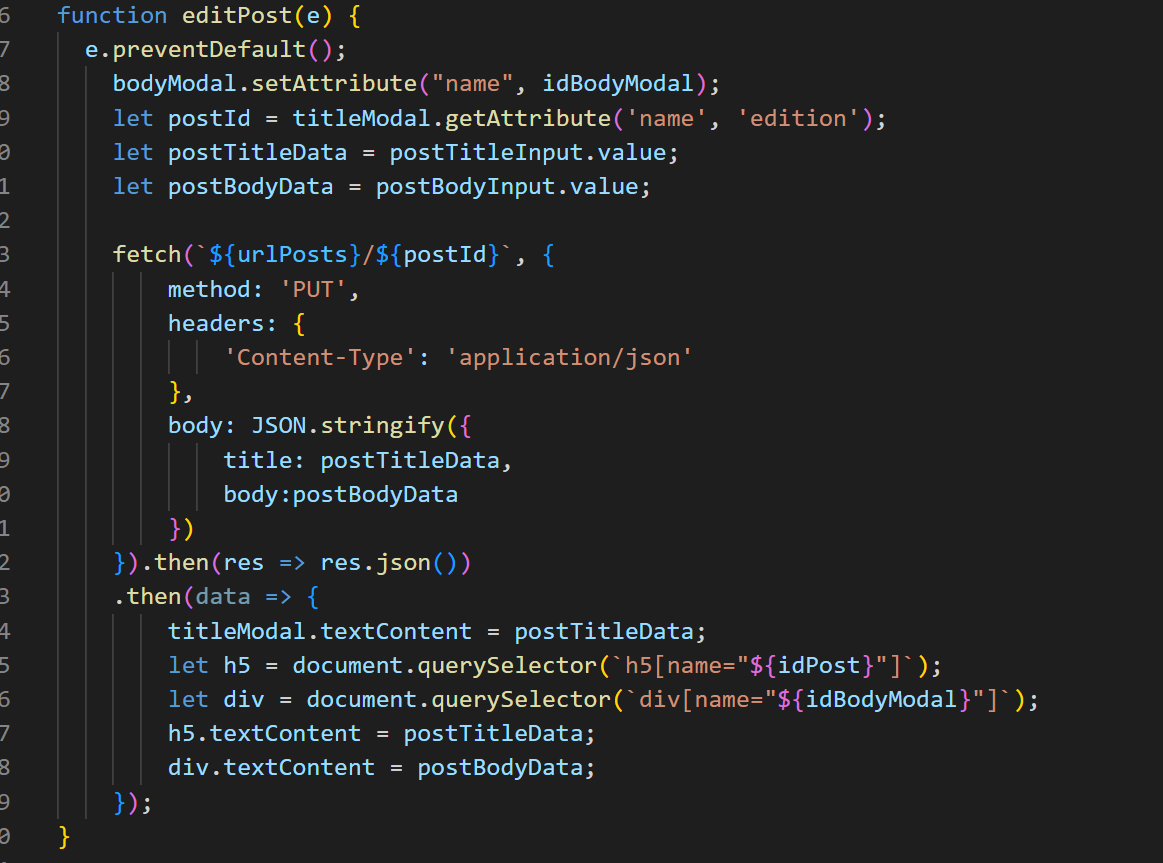 6 function editPost(e) {
7 e.preventDefault();
8 bodyModal.setAttribute("name", idBodyModal);
9 let postId = titleModal.getAttribute('name', 'edition');
0 let postTitleData = postTitleInput.value;
1 let postBodyData = postBodyInput.value;
2
3 fetch(`${urlPosts}/${postId}`, {
4 method: 'PUT',
5 headers: {
6 'Content-Type': 'application/json'
7 },
8 body: JSON.stringify({
9 title: postTitleData,
0 body:postBodyData
1 })
2 }).then(res => res.json())
3 .then(data => {
4 titleModal.textContent = postTitleData;
5 let h5 = document.querySelector(`h5[name="${idPost}"]`);
6 let div = document.querySelector(`div[name="${idBodyModal}"]`);
7 h5.textContent = postTitleData;
8 div.textContent = postBodyData;
9 });
0 }